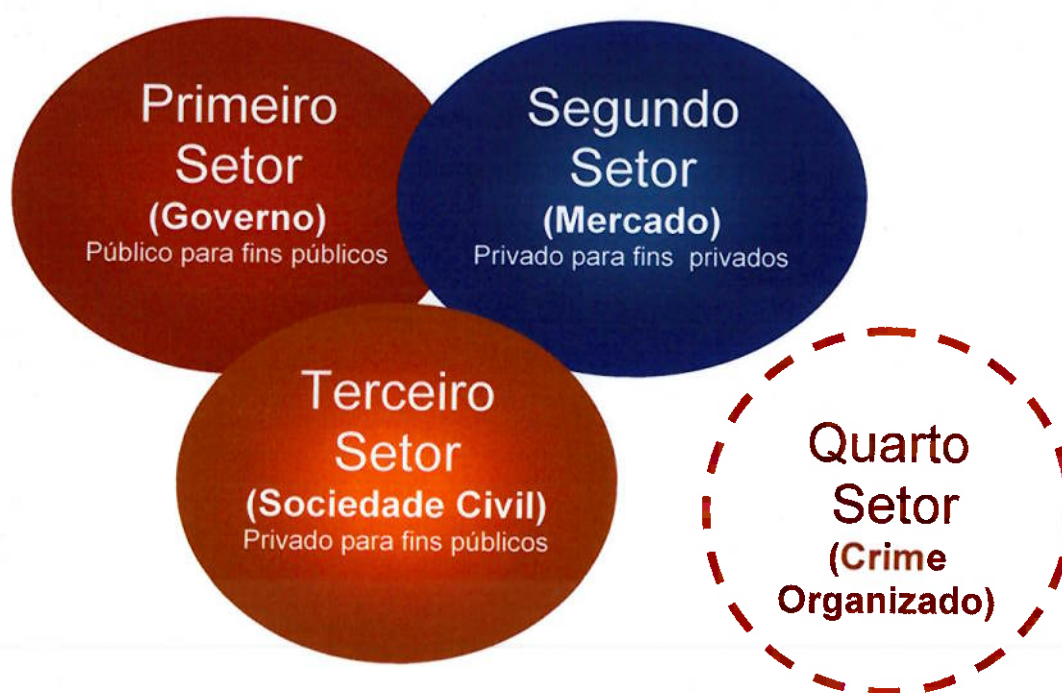 Primeiro
Setor
(Governo)
Público para fins públicos
Segundo
Setor
(Mercado)
Privado para fins privados
Terceiro
Setor
(Sociedade Civil)
Privado para fins públicos
Quarto
Setor
(Crime
Organizado)